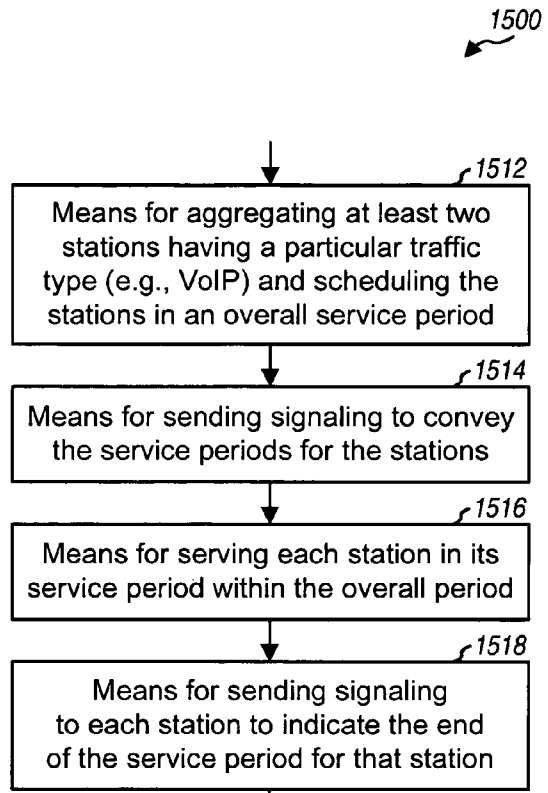 1500
1512
Means for aggregating at least two
stations having a particular traffic
type (e.g., VoIP) and scheduling the
stations in an overall service period
1514
Means for sending signaling to convey
the service periods for the stations
1516
Means for serving each station in its
service period within the overall period
1518
Means for sending signaling
to each station to indicate the end
of the service period for that station